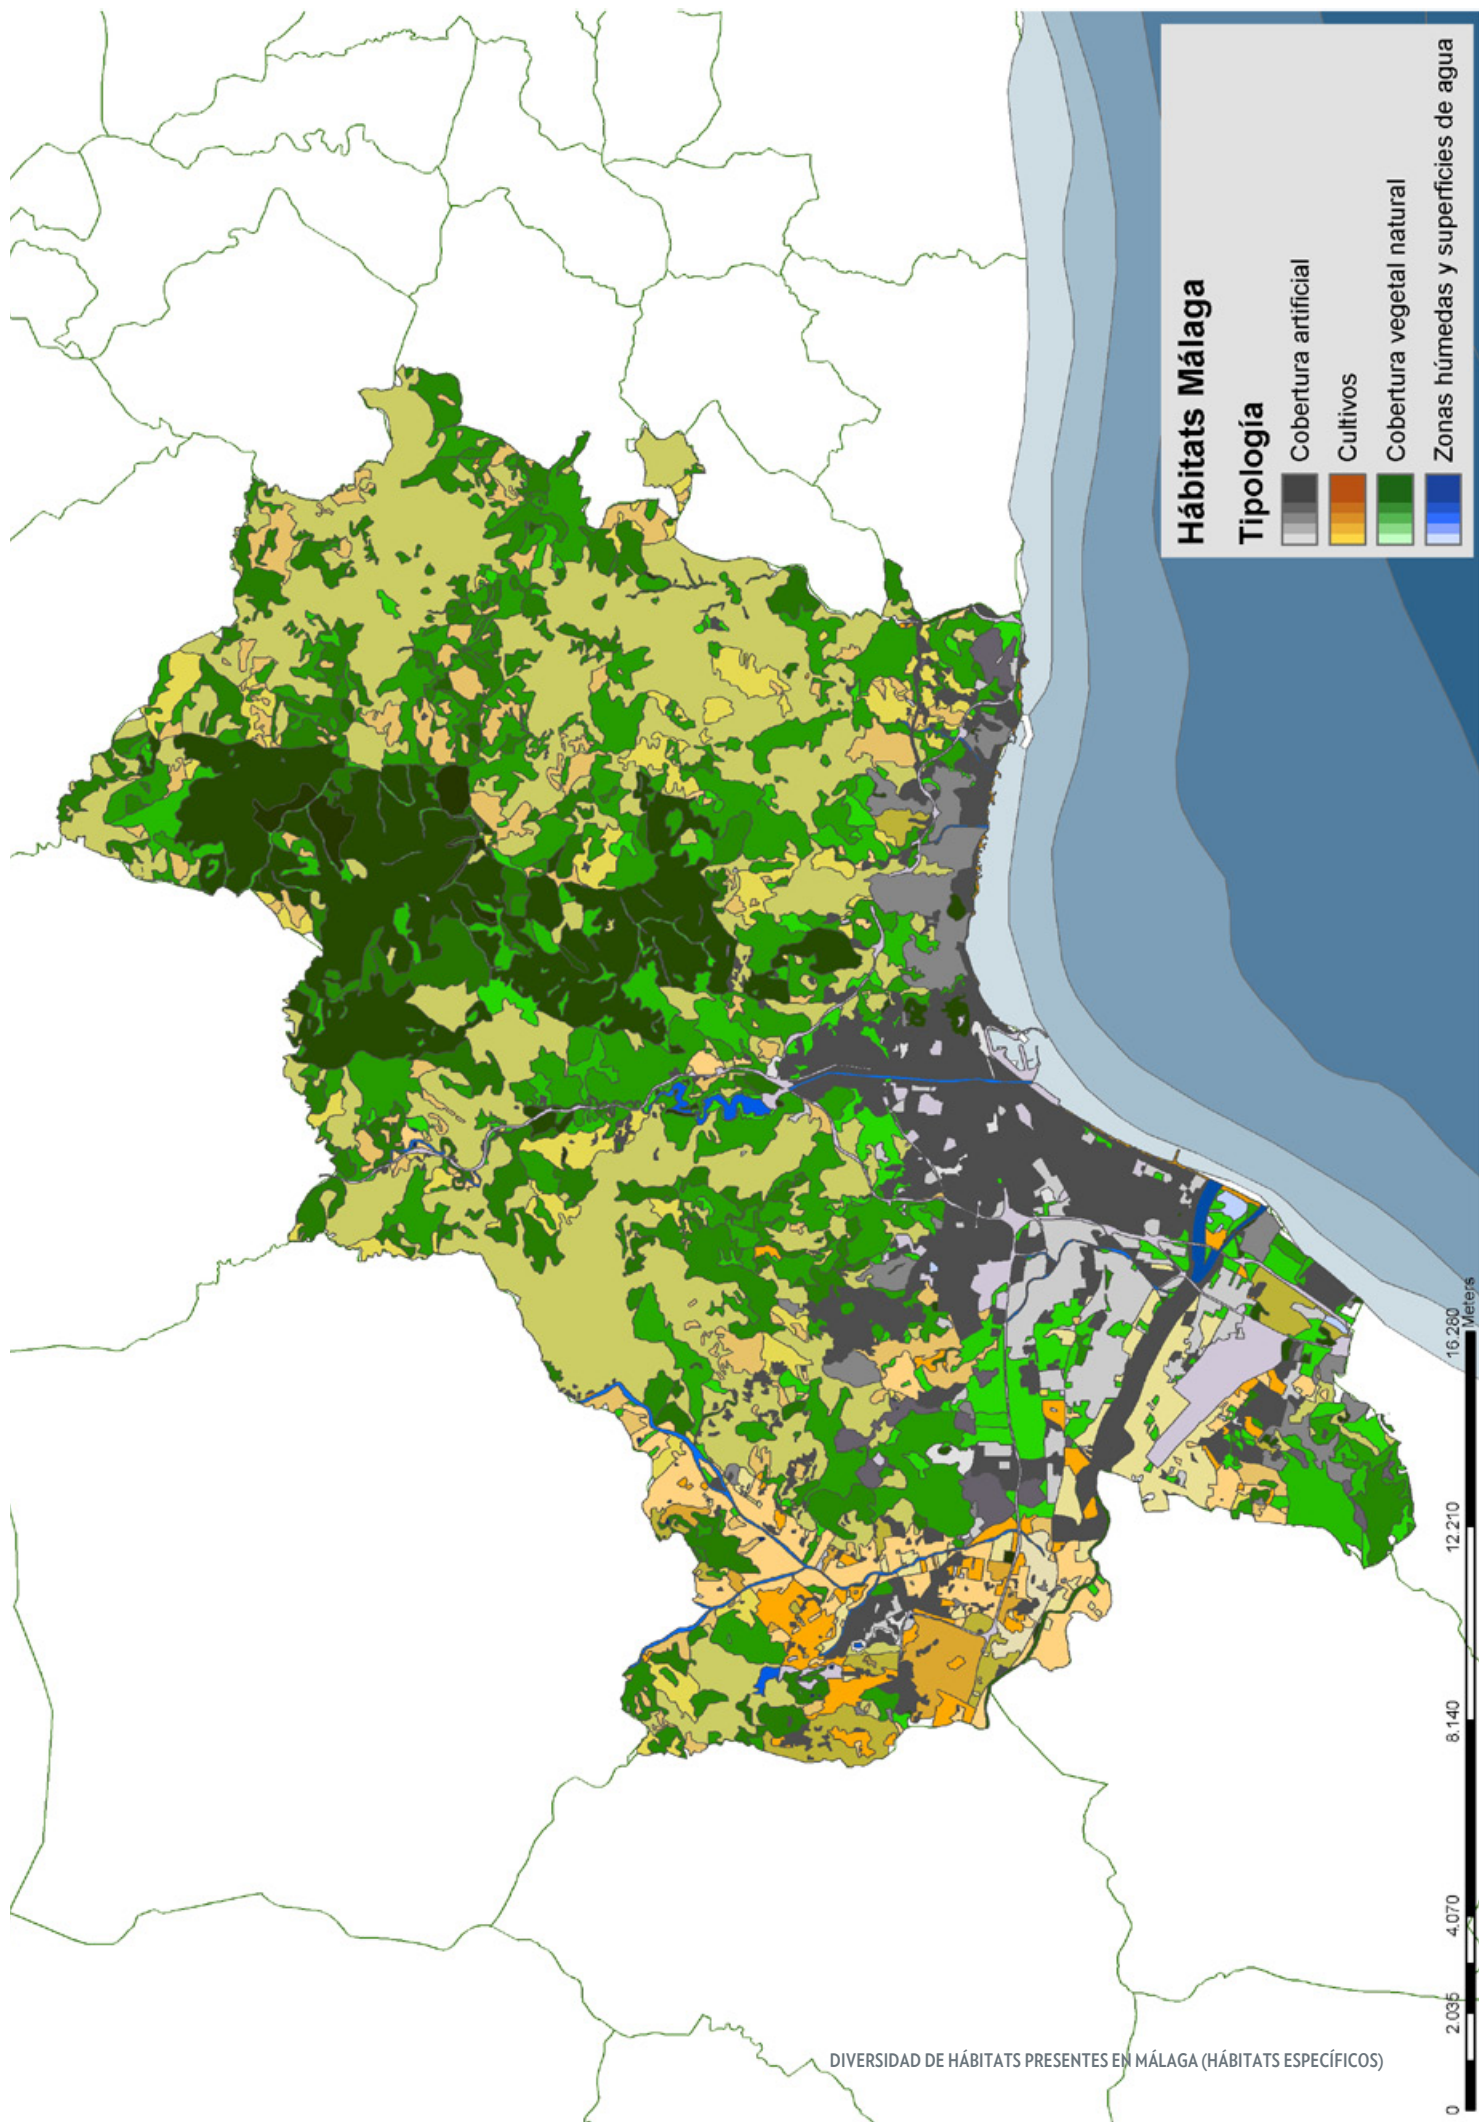 Hábitats Málaga
Tipología
Cobertura artificial
Cultivos
Cobertura vegetal natural
Zonas húmedas y superficies de agua
0 2.035 4.070 8.140 12.210 16.280
Meters
DIVERSIDAD DE HÁBITATS PRESENTES EN MÁLAGA (HÁBITATS ESPECÍFICOS)